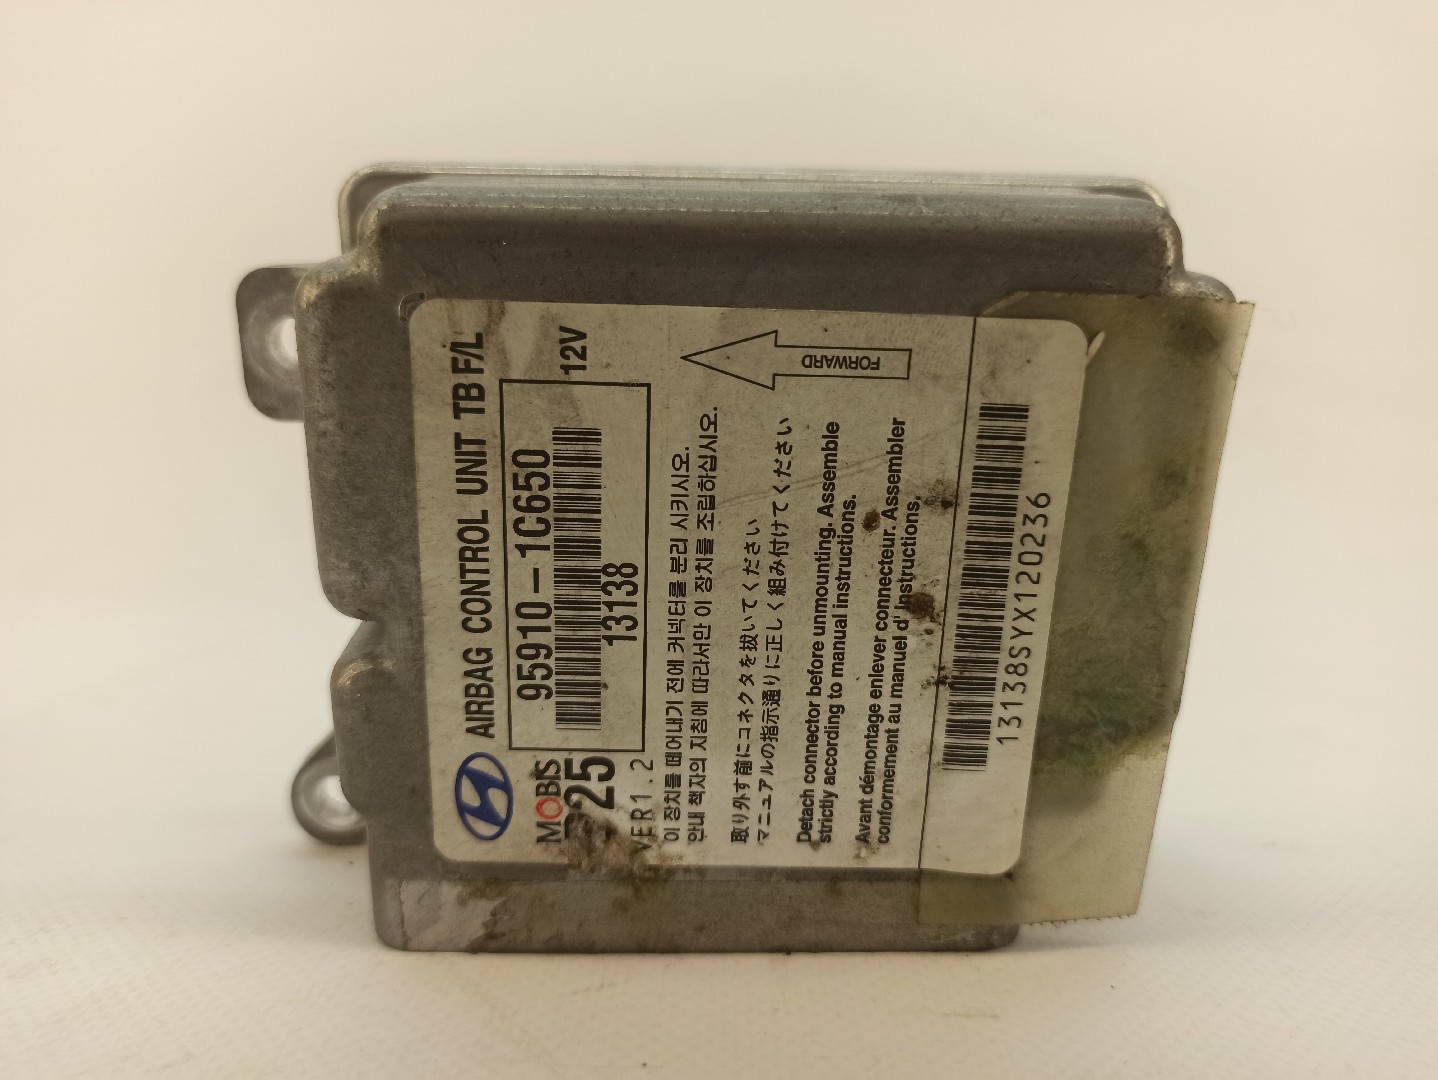 AIRBAG CONTROL UNIT TB F/L
MOBIS
95910-1C650
12V
25
13138
VER1.2
이 장치를 떼어내기 전에 커넥터를 분리 시키시오.
안내 책자의 지침에 따라서만 이 장치를 조립하십시오.
取り外す前にコネクタを抜いてください
マニュアルの指示通りに正しく組み付けてください
Detach connector before unmounting. Assemble
strictly according to manual instructions.
Avant démontage enlever connecteur. Assembler
conformement au manuel d' Instructions.
FORWARD
13138SYX120236